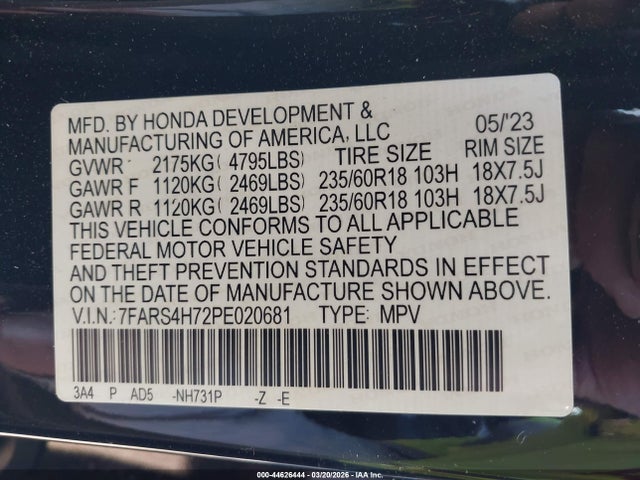 MFD. BY HONDA DEVELOPMENT & 05/'23
MANUFACTURING OF AMERICA, LLC
GVWR 2175KG( 4795LBS) TIRE SIZE RIM SIZE
GAWR F 1120KG( 2469LBS) 235/60R18 103H 18X7.5J
GAWR R 1120KG( 2469LBS) 235/60R18 103H 18X7.5J
THIS VEHICLE CONFORMS TO ALL APPLICABLE
FEDERAL MOTOR VEHICLE SAFETY
AND THEFT PREVENTION STANDARDS IN EFFECT
ON THE DATE OF MANUFACTURE SHOWN ABOVE.
V.I.N.: 7FARS4H72PE020681 TYPE: MPV
3A4 P AD5 -NH731P -Z -E
000-44626444 - 03/20/2026 - IAA Inc.